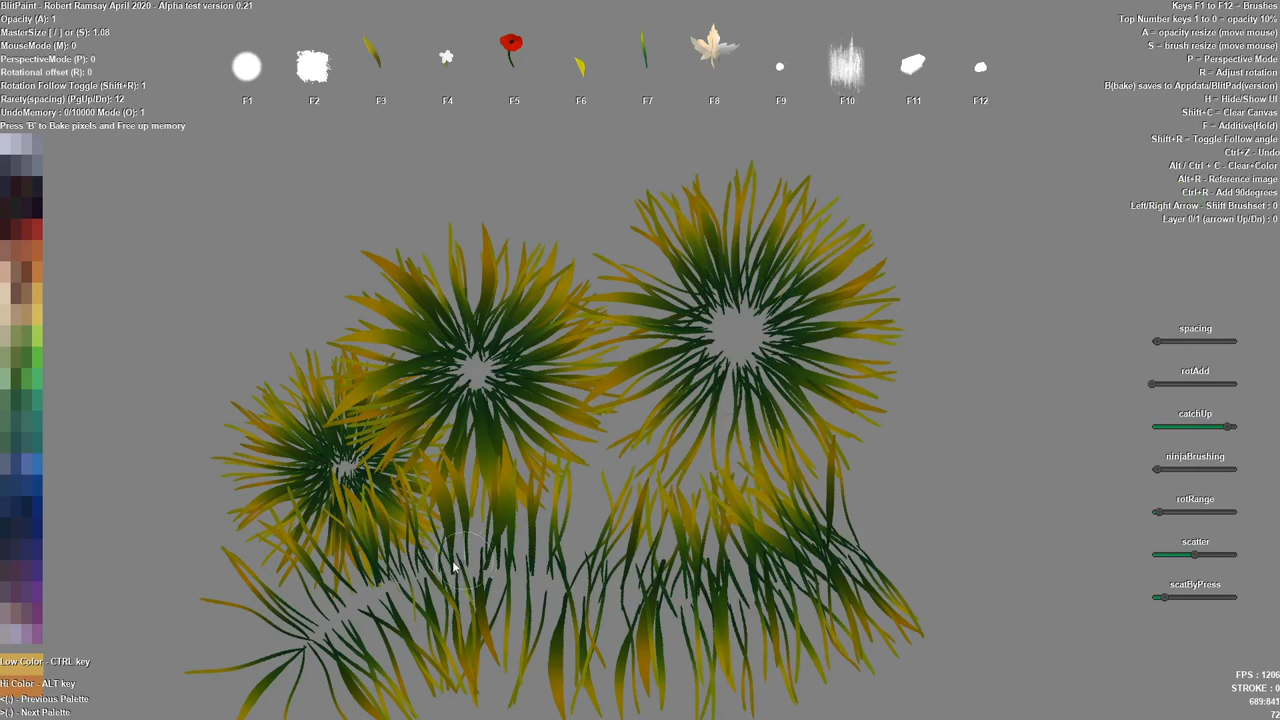 BlitPaint - Robert Ramsay April 2020 - Alpha test version 0,21
Opacity (A): 1
MasterSize [ / ] or (S): 1.08
MouseMode (M): 0
PerspectiveMode (P): 0
Rotational offset (R): 0
Rotation Follow Toggle (Shift+R): 1
Rarety(spacing) (PgUp/Dn): 12
UndoMemory : 0/10000 Mode (O): 1
Press 'B' to Bake pixels and Free up memory
F1 F2 F3 F4 F5 F6 F7 F8 F9 F10 F11 F12
Keys F1 to F12 = Brushes
Top Number keys 1 to 0 = opacity 10%
A = opacity resize (move mouse)
S = brush resize (move mouse)
P = Perspective Mode
R = Adjust rotation
B(bake) saves to Appdata/BlitPad(version)
H = Hide/Show UI
Shift+C = Clear Canvas
F = Additive(Hold)
Shift+R = Toggle Follow angle
Ctrl+Z - Undo
Alt / Ctrl + C - Clear+Color
Alt+R - Reference image
Ctrl+R - Add 90degrees
Left/Right Arrow - Shift Brushset : 0
Layer 0/1 (arrown Up/Dn) : 0
spacing
rotAdd
catchUp
ninjaBrushing
rotRange
scatter
scatByPress
Low Color - CTRL key
Hi Color - ALT key
<(,) - Previous Palette
>(.) - Next Palette
FPS : 1206
STROKE : 0
689:841
72